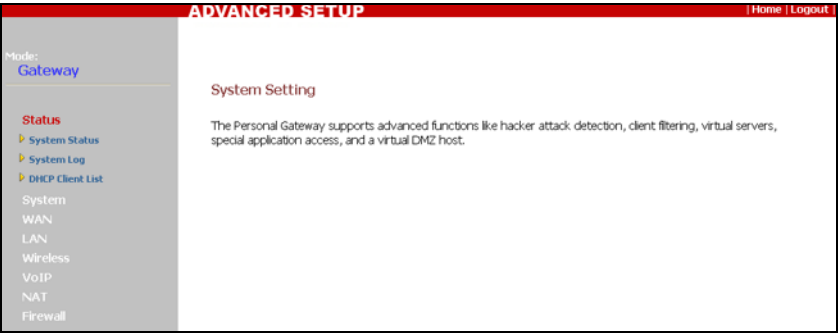 ADVANCED SETUP
| Home | Logout |
Mode:
Gateway
Status
System Status
System Log
DHCP Client List
System
WAN
LAN
Wireless
VoIP
NAT
Firewall
System Setting
The Personal Gateway supports advanced functions like hacker attack detection, client filtering, virtual servers,
special application access, and a virtual DMZ host.